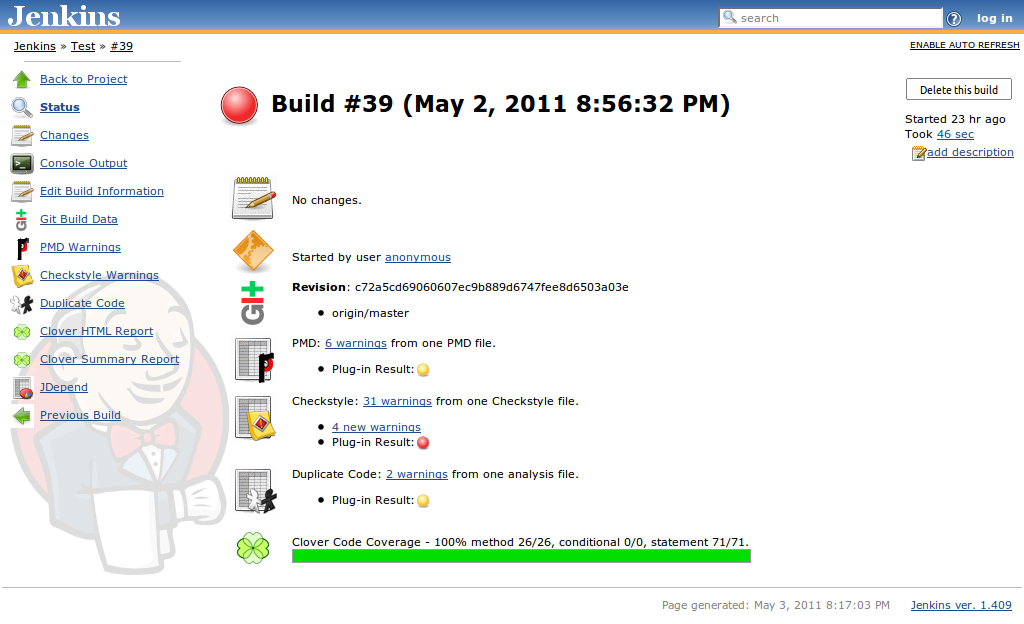 Jenkins
search
log in
Jenkins » Test » #39
ENABLE AUTO REFRESH
Back to Project
Status
Changes
Console Output
Edit Build Information
Git Build Data
PMD Warnings
Checkstyle Warnings
Duplicate Code
Clover HTML Report
Clover Summary Report
JDepend
Previous Build
Build #39 (May 2, 2011 8:56:32 PM)
Delete this build
Started 23 hr ago
Took 46 sec
add description
No changes.
Started by user anonymous
Git
Revision: c72a5cd69060607ec9b889d6747fee8d6503a03e
• origin/master
PMD: 6 warnings from one PMD file.
• Plug-in Result:
Checkstyle: 31 warnings from one Checkstyle file.
• 4 new warnings
• Plug-in Result:
Duplicate Code: 2 warnings from one analysis file.
• Plug-in Result:
Clover Code Coverage - 100% method 26/26, conditional 0/0, statement 71/71.
Page generated: May 3, 2011 8:17:03 PM
Jenkins ver. 1.409